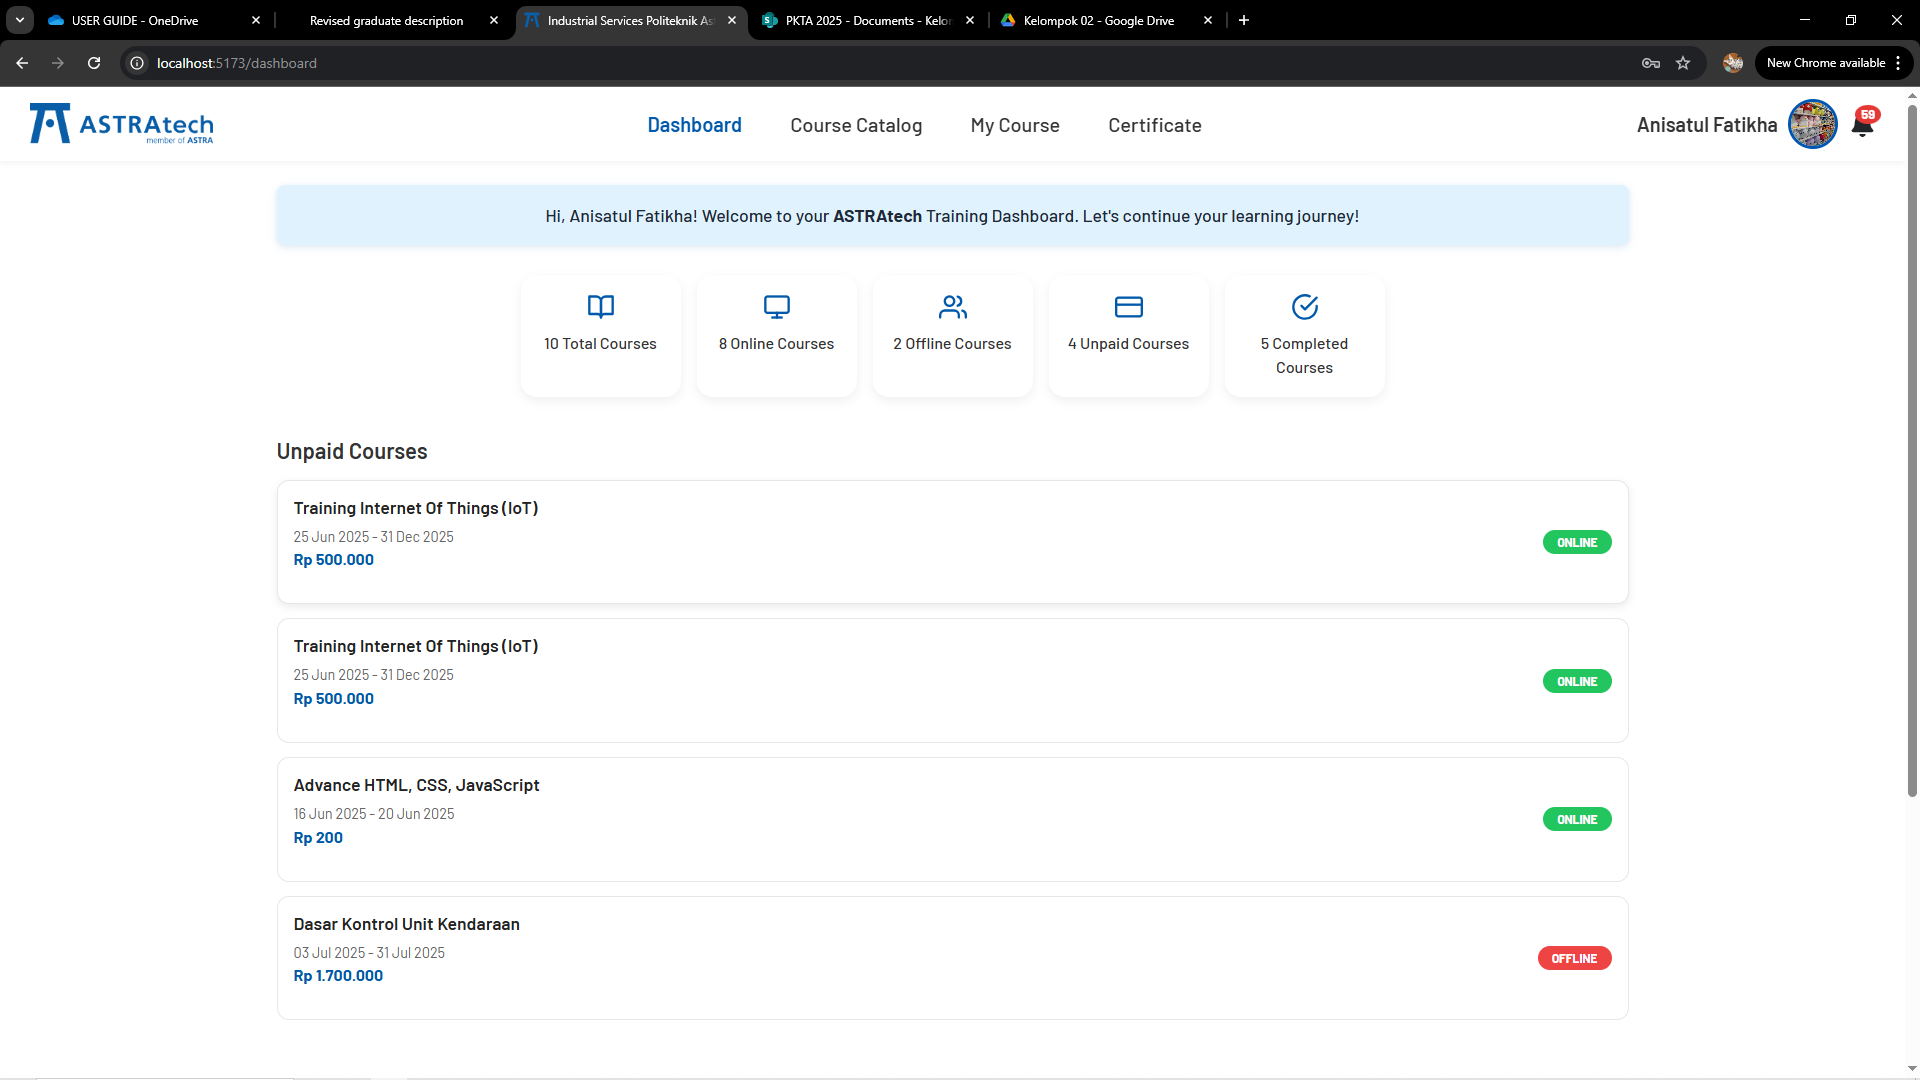 USER GUIDE - OneDrive
Revised graduate description
Industrial Services Politeknik As
PKTA 2025 - Documents - Kelon
Kelompok 02 - Google Drive
localhost:5173/dashboard
New Chrome available
ASTRAtech
member of ASTRA
Dashboard
Course Catalog
My Course
Certificate
Anisatul Fatikha
59
Hi, Anisatul Fatikha! Welcome to your ASTRAtech Training Dashboard. Let's continue your learning journey!
10 Total Courses
8 Online Courses
2 Offline Courses
4 Unpaid Courses
5 Completed
Courses
Unpaid Courses
Training Internet Of Things (IoT)
25 Jun 2025 - 31 Dec 2025
Rp 500.000
ONLINE
Training Internet Of Things (IoT)
25 Jun 2025 - 31 Dec 2025
Rp 500.000
ONLINE
Advance HTML, CSS, JavaScript
16 Jun 2025 - 20 Jun 2025
Rp 200
ONLINE
Dasar Kontrol Unit Kendaraan
03 Jul 2025 - 31 Jul 2025
Rp 1.700.000
OFFLINE